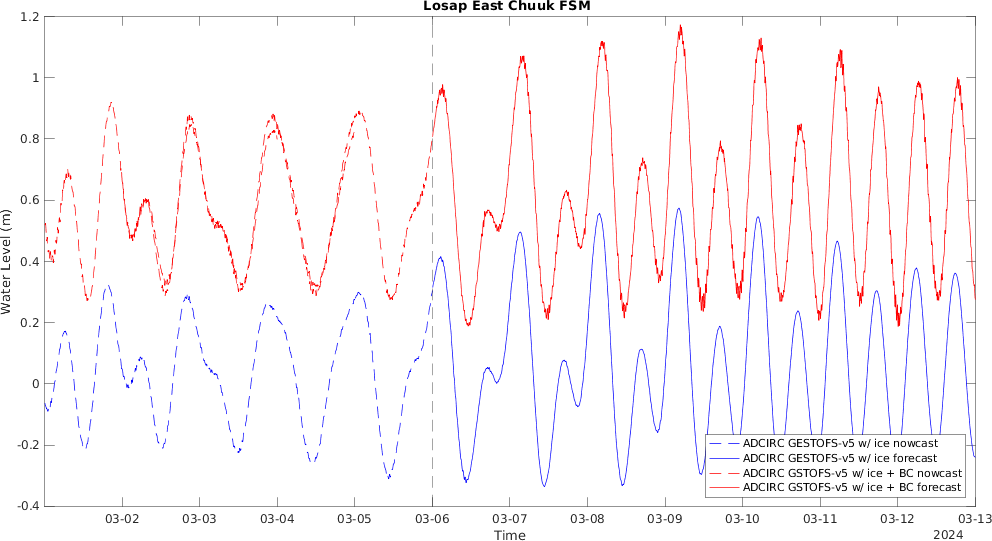 Losap East Chuuk FSM
Water Level (m)
1.2
1
0.8
0.6
0.4
0.2
0
-0.2
-0.4
ADCIRC GESTOFS-v5 w/ ice nowcast
ADCIRC GESTOFS-v5 w/ ice forecast
ADCIRC GSTOFS-v5 w/ ice + BC nowcast
ADCIRC GSTOFS-v5 w/ ice + BC forecast
03-02 03-03 03-04 03-05 03-06 03-07 03-08 03-09 03-10 03-11 03-12 03-13
Time
2024